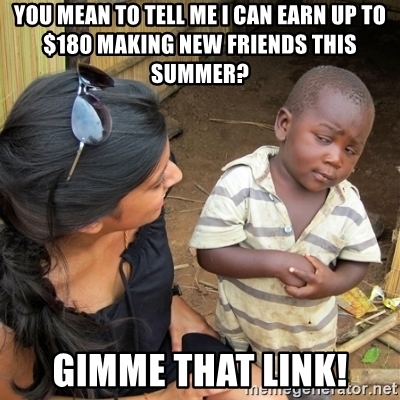 YOU MEAN TO TELL ME I CAN EARN UP TO
$180 MAKING NEW FRIENDS THIS
SUMMER?
GIMME THAT LINK!
memegenerator.net